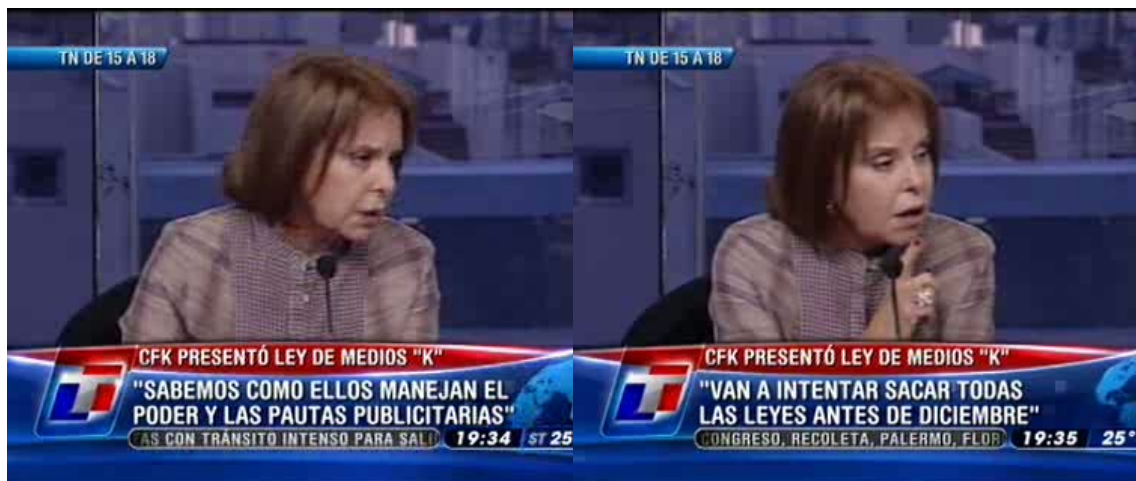 TN DE 15 A 18
CFK PRESENTÓ LEY DE MEDIOS "K"
"SABEMOS COMO ELLOS MANEJAN EL
PODER Y LAS PAUTAS PUBLICITARIAS"
AS CON TRÁNSITO INTENSO PARA SALI 19:34 ST 25
TN DE 15 A 18
CFK PRESENTÓ LEY DE MEDIOS "K"
"VAN A INTENTAR SACAR TODAS
LAS LEYES ANTES DE DICIEMBRE"
CONGRESO, RECOLETA, PALERMO, FLOR 19:35 25°